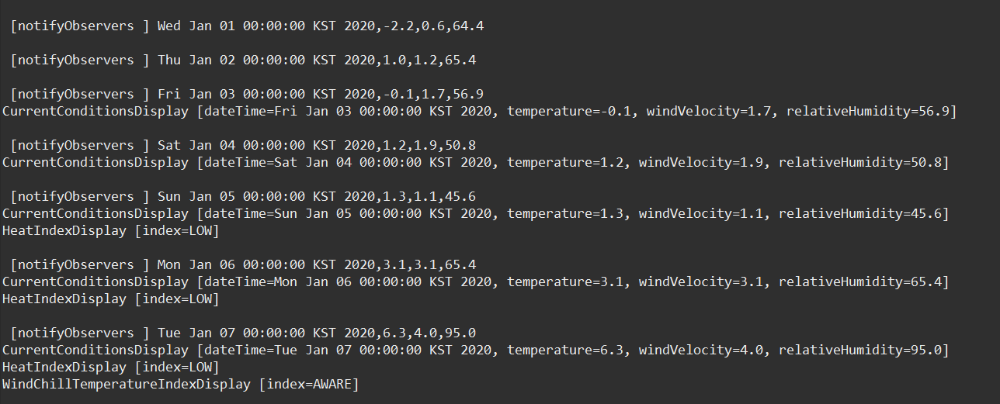 [notifyObservers ] Wed Jan 01 00:00:00 KST 2020,-2.2,0.6,64.4
[notifyObservers ] Thu Jan 02 00:00:00 KST 2020,1.0,1.2,65.4
[notifyObservers ] Fri Jan 03 00:00:00 KST 2020,-0.1,1.7,56.9
CurrentConditionsDisplay [dateTime=Fri Jan 03 00:00:00 KST 2020, temperature=-0.1, windVelocity=1.7, relativeHumidity=56.9]
[notifyObservers ] Sat Jan 04 00:00:00 KST 2020,1.2,1.9,50.8
CurrentConditionsDisplay [dateTime=Sat Jan 04 00:00:00 KST 2020, temperature=1.2, windVelocity=1.9, relativeHumidity=50.8]
[notifyObservers ] Sun Jan 05 00:00:00 KST 2020,1.3,1.1,45.6
CurrentConditionsDisplay [dateTime=Sun Jan 05 00:00:00 KST 2020, temperature=1.3, windVelocity=1.1, relativeHumidity=45.6]
HeatIndexDisplay [index=LOW]
[notifyObservers ] Mon Jan 06 00:00:00 KST 2020,3.1,3.1,65.4
CurrentConditionsDisplay [dateTime=Mon Jan 06 00:00:00 KST 2020, temperature=3.1, windVelocity=3.1, relativeHumidity=65.4]
HeatIndexDisplay [index=LOW]
[notifyObservers ] Tue Jan 07 00:00:00 KST 2020,6.3,4.0,95.0
CurrentConditionsDisplay [dateTime=Tue Jan 07 00:00:00 KST 2020, temperature=6.3, windVelocity=4.0, relativeHumidity=95.0]
HeatIndexDisplay [index=LOW]
WindChillTemperatureIndexDisplay [index=AWARE]